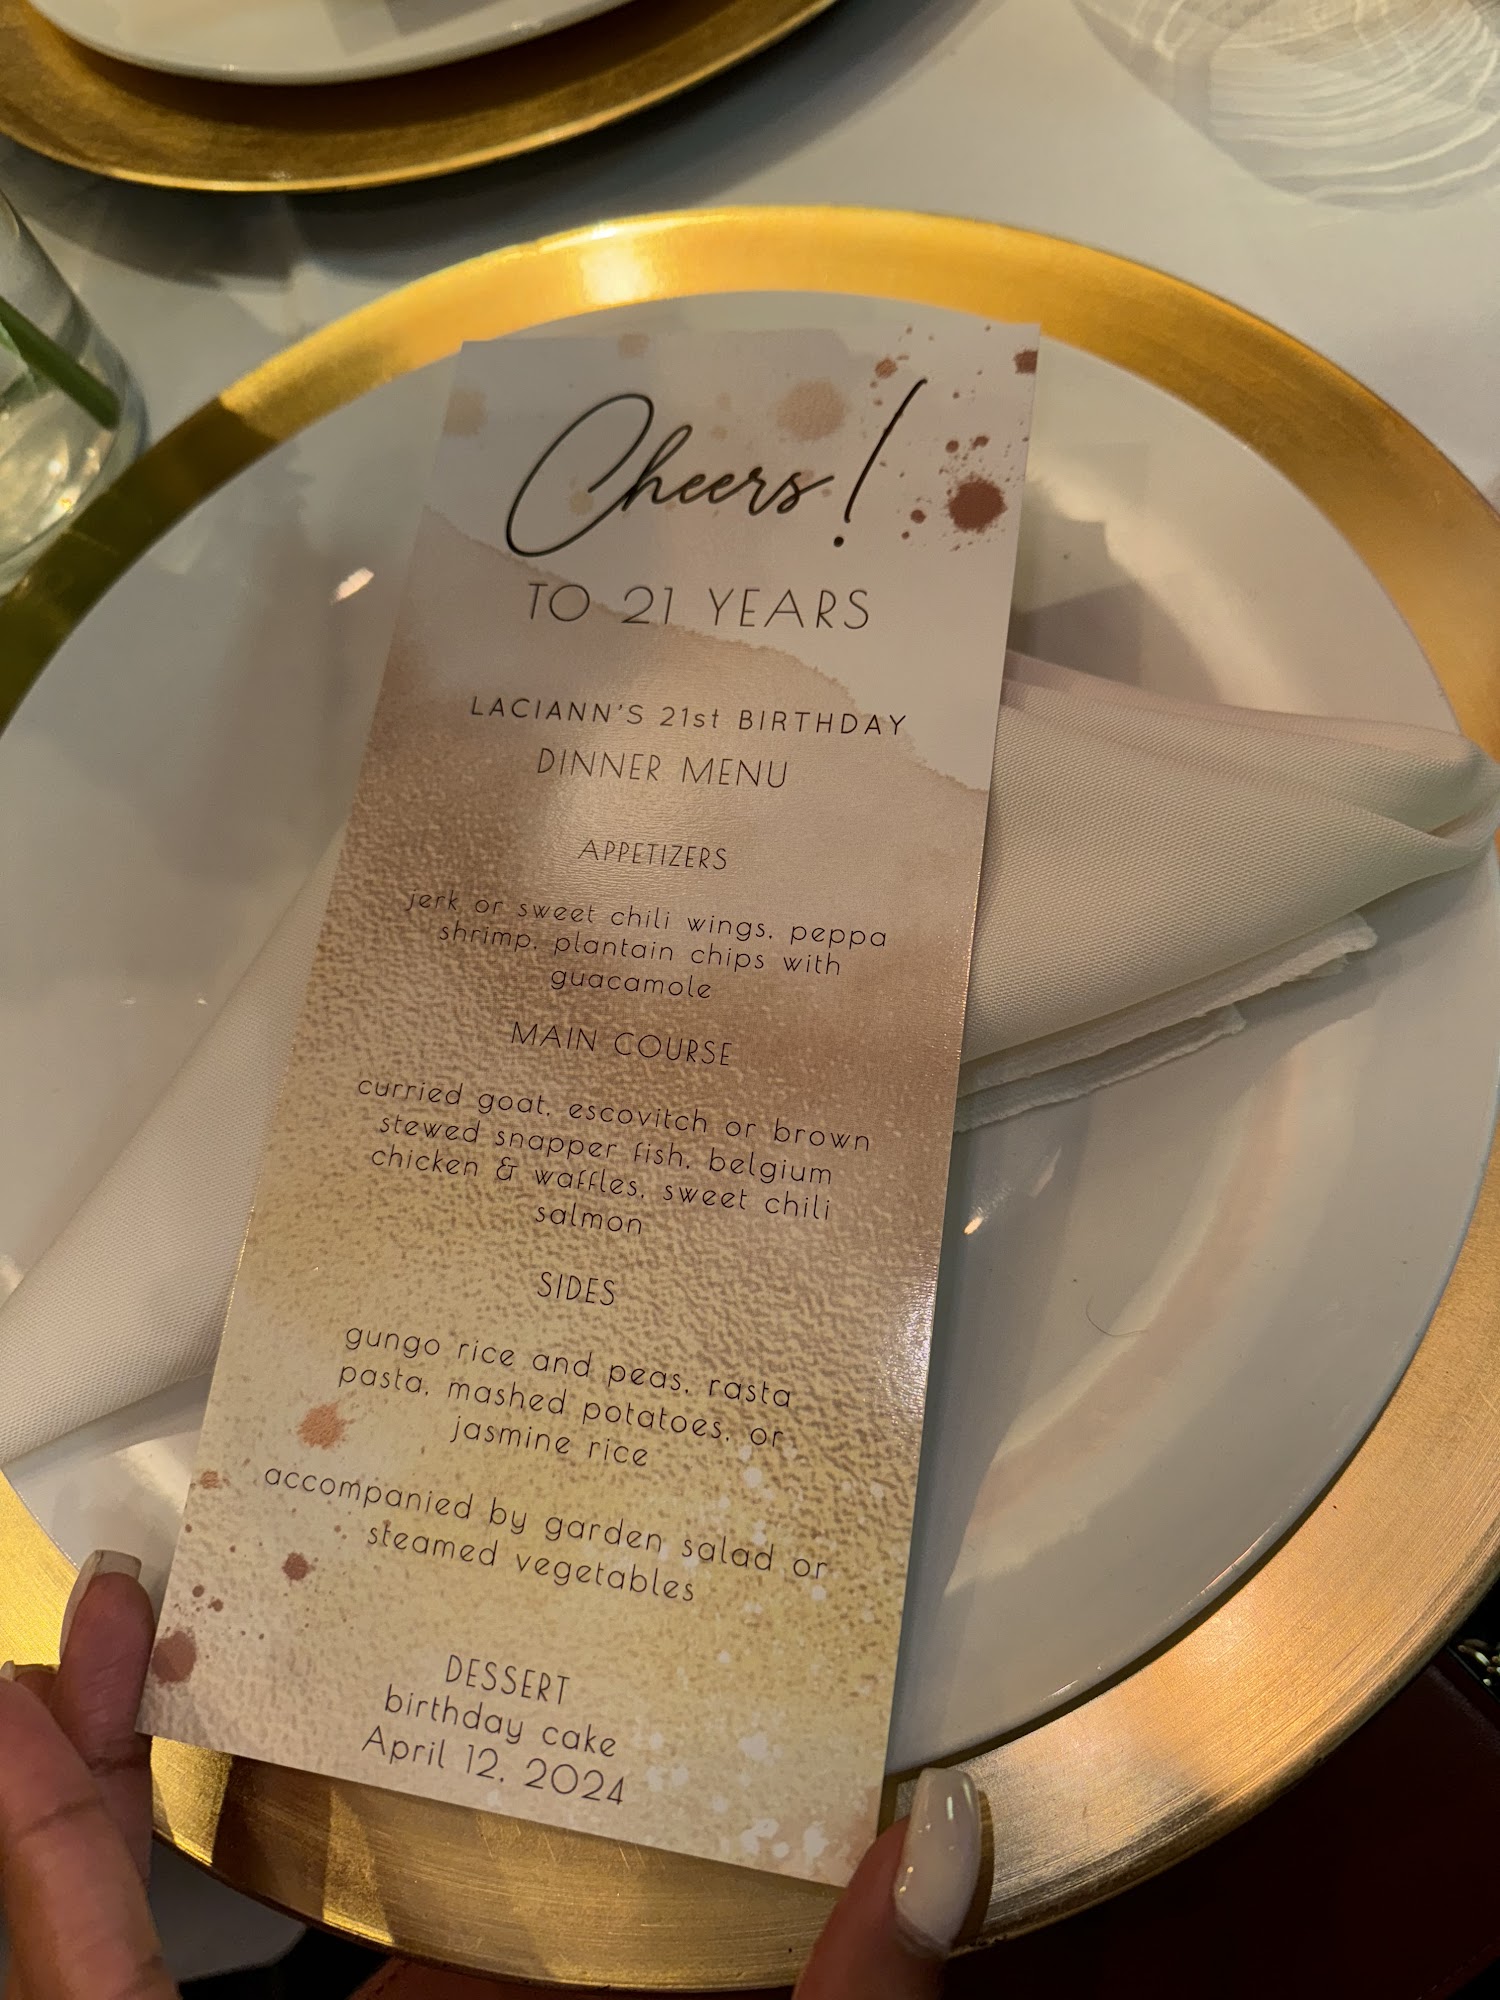 Cheers!
TO 21 YEARS
LACIANN'S 21st BIRTHDAY
DINNER MENU
APPETIZERS
jerk or sweet chili wings, peppa
shrimp, plantain chips with
guacamole
MAIN COURSE
curried goat, escovitch or brown
stewed snapper fish, belgium
chicken & waffles, sweet chili
salmon
SIDES
gungo rice and peas, rasta
pasta, mashed potatoes, or
jasmine rice
accompanied by garden salad or
steamed vegetables
DESSERT
birthday cake
April 12, 2024